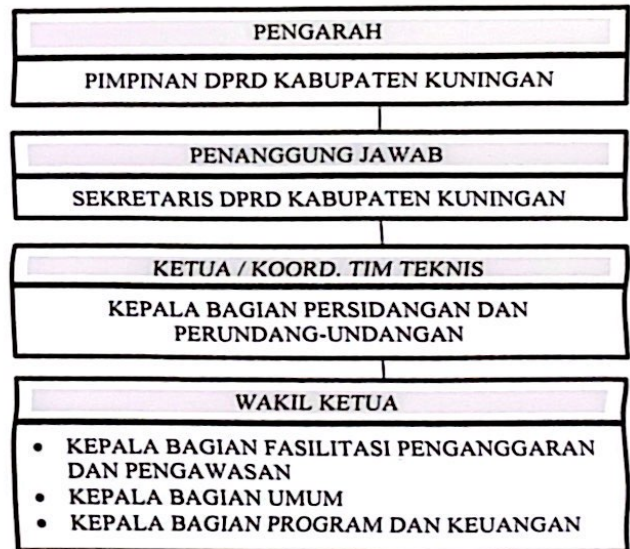 PENGARAH
PIMPINAN DPRD KABUPATEN KUNINGAN
PENANGGUNG JAWAB
SEKRETARIS DPRD KABUPATEN KUNINGAN
KETUA / KOORD. TIM TEKNIS
KEPALA BAGIAN PERSIDANGAN DAN
PERUNDANG-UNDANGAN
WAKIL KETUA
• KEPALA BAGIAN FASILITASI PENGANGGARAN
DAN PENGAWASAN
• KEPALA BAGIAN UMUM
• KEPALA BAGIAN PROGRAM DAN KEUANGAN